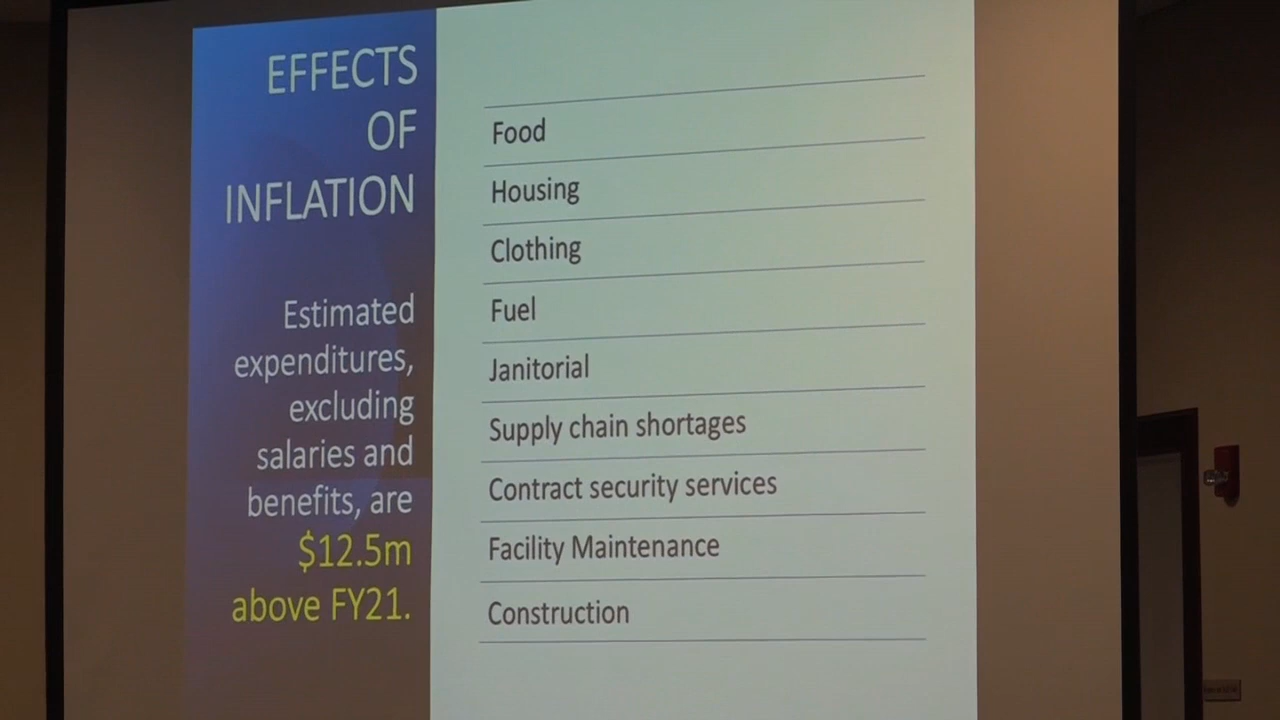 EFFECTS
OF
INFLATION
Estimated
expenditures,
excluding
salaries and
benefits, are
$12.5m
above FY21.
Food
Housing
Clothing
Fuel
Janitorial
Supply chain shortages
Contract security services
Facility Maintenance
Construction